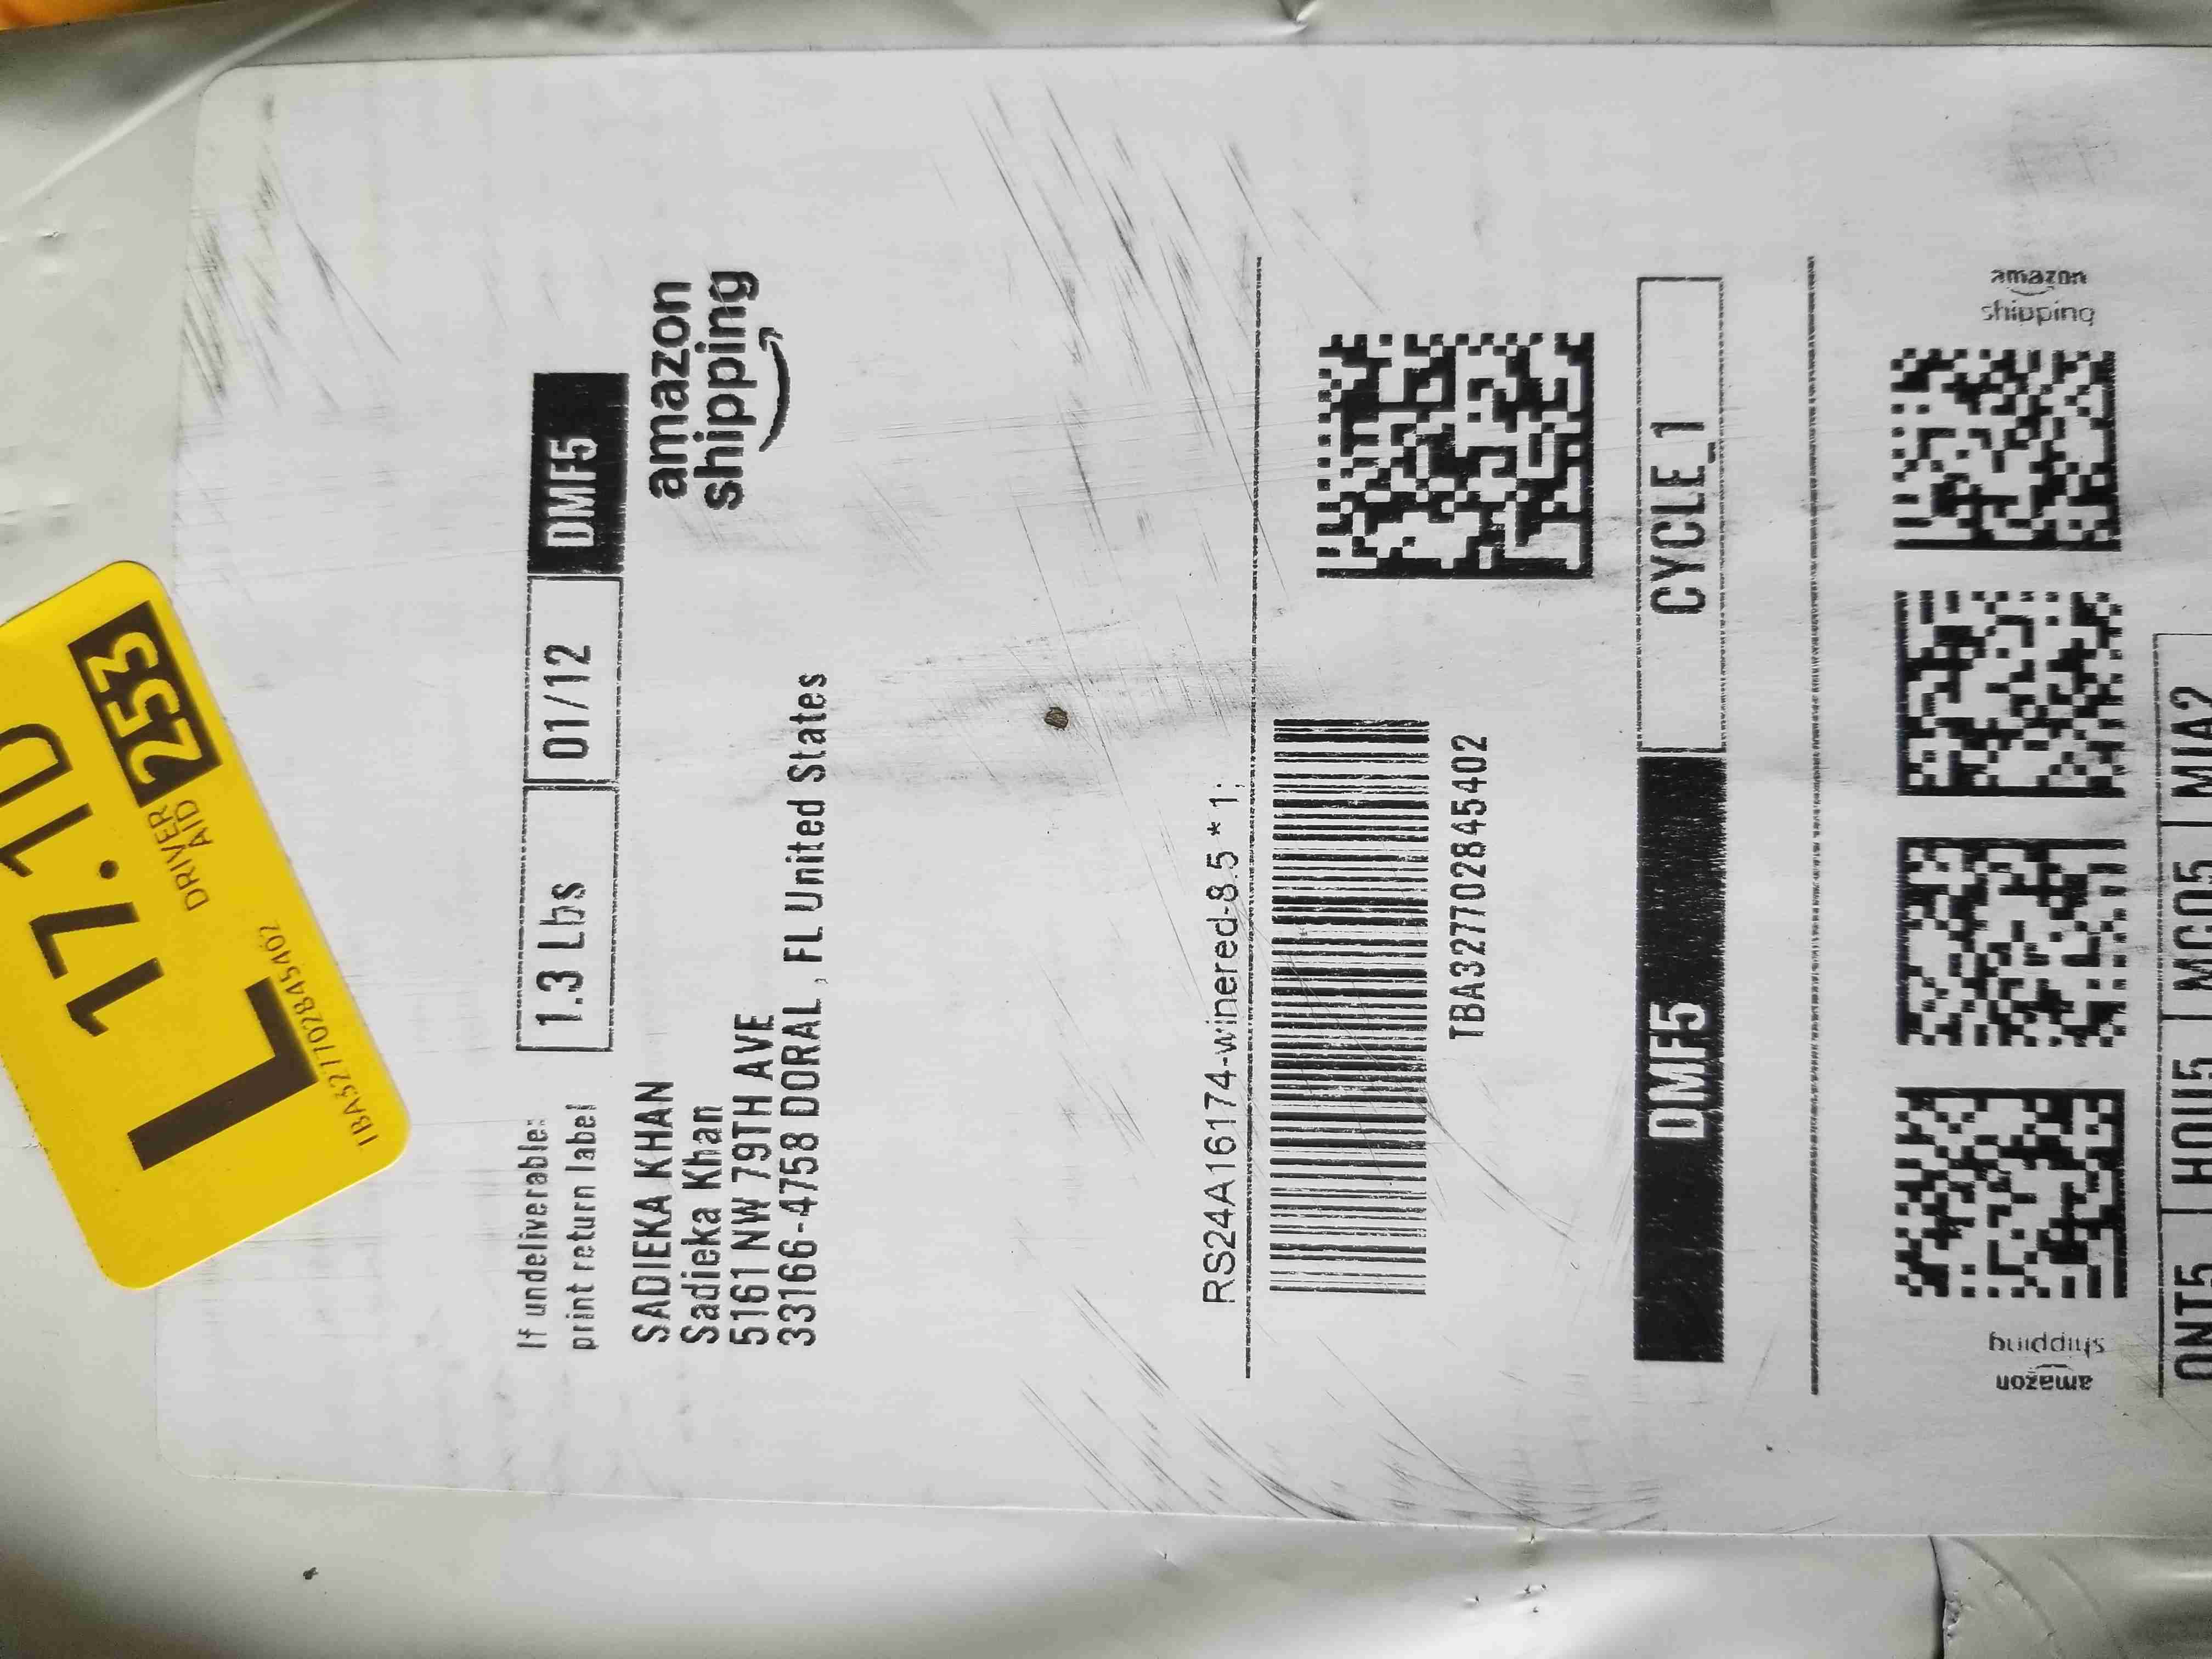 17.1D
DRIVER AID 253
L
TBA327702845402
If undeliverable: 1.3 Lbs 01/12 DMF5
print return label
SADIEKA KHAN
Sadieka Khan
5161 NW 79TH AVE
33166-4758 DORAL , FL United States
amazon
shipping
RS24A16174-winered-8.5 * 1;
TBA327702845402
DMF5 CYCLE_1
amazon
shipping
amazon
shipping
ONT5 HOU5 MCO5 MIA2